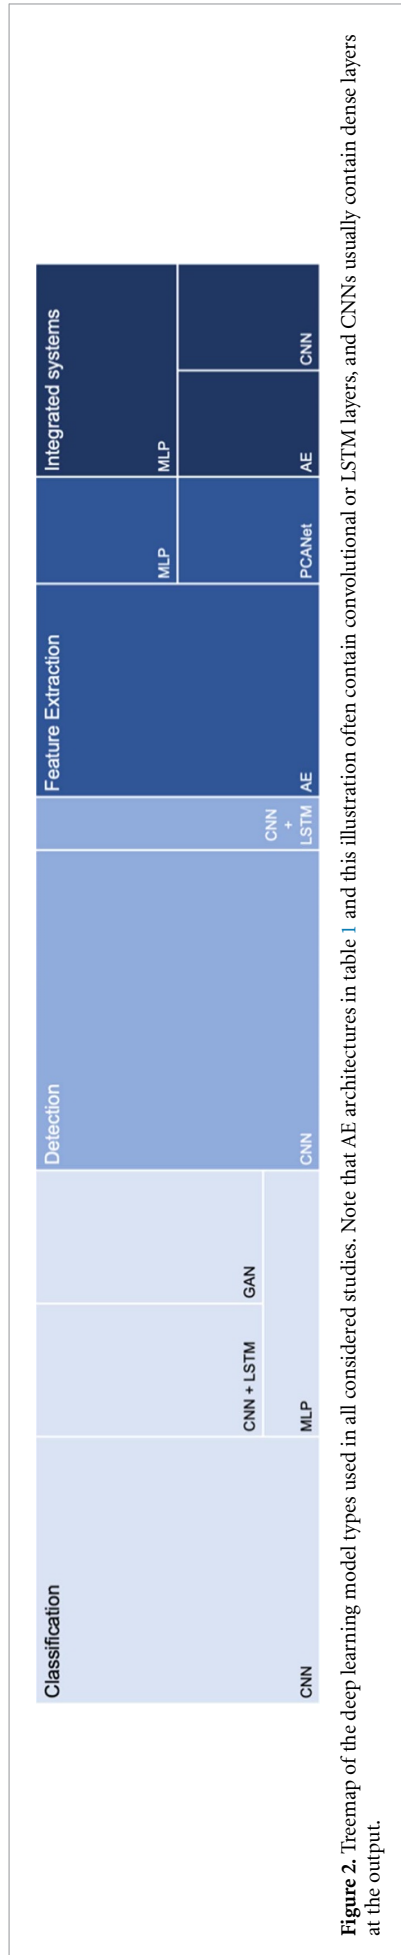 Classification
CNN
CNN + LSTM
GAN
MLP
Detection
CNN
CNN
+
LSTM
Feature Extraction
AE
MLP
PCANet
Integrated systems
MLP
AE
CNN
Figure 2. Treemap of the deep learning model types used in all considered studies. Note that AE architectures in table 1 and this illustration often contain convolutional or LSTM layers, and CNNs usually contain dense layers
at the output.